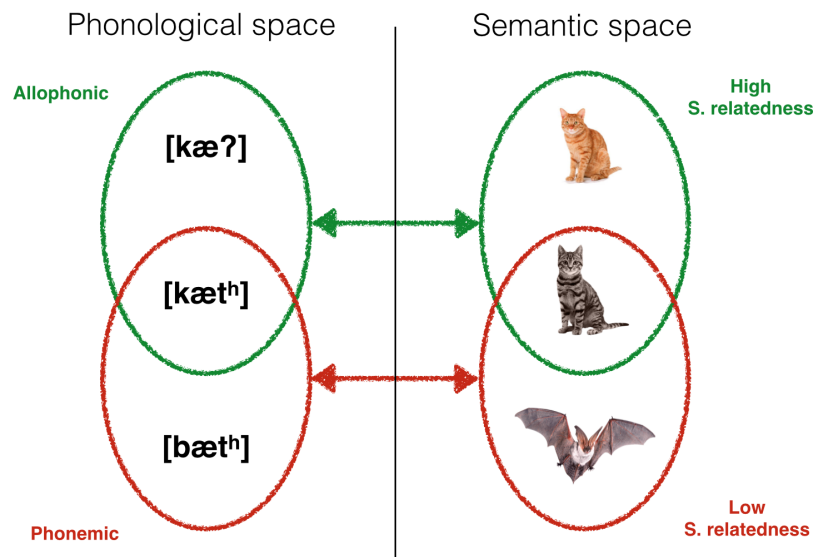 Phonological space
Semantic space
Allophonic
High
S. relatedness
[kæʔ]
[kætʰ]
[bætʰ]
Phonemic
Low
S. relatedness